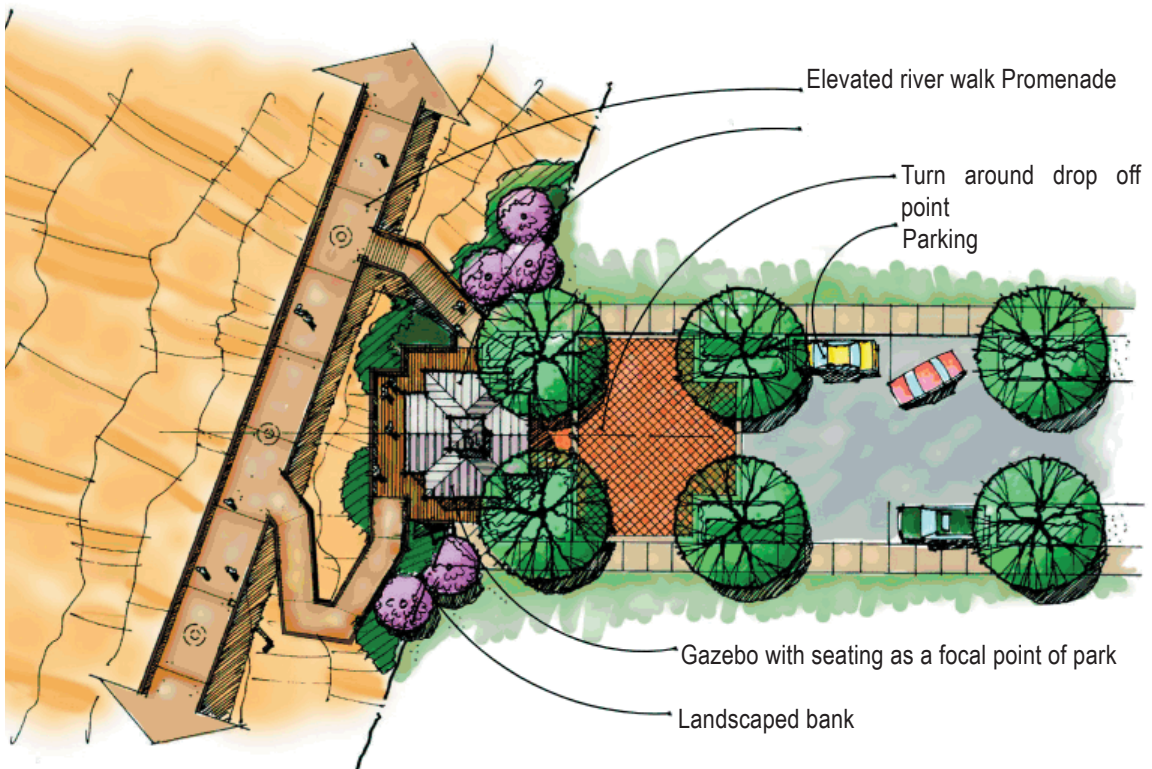 Elevated river walk Promenade
Turn around drop off
point
Parking
Gazebo with seating as a focal point of park
Landscaped bank